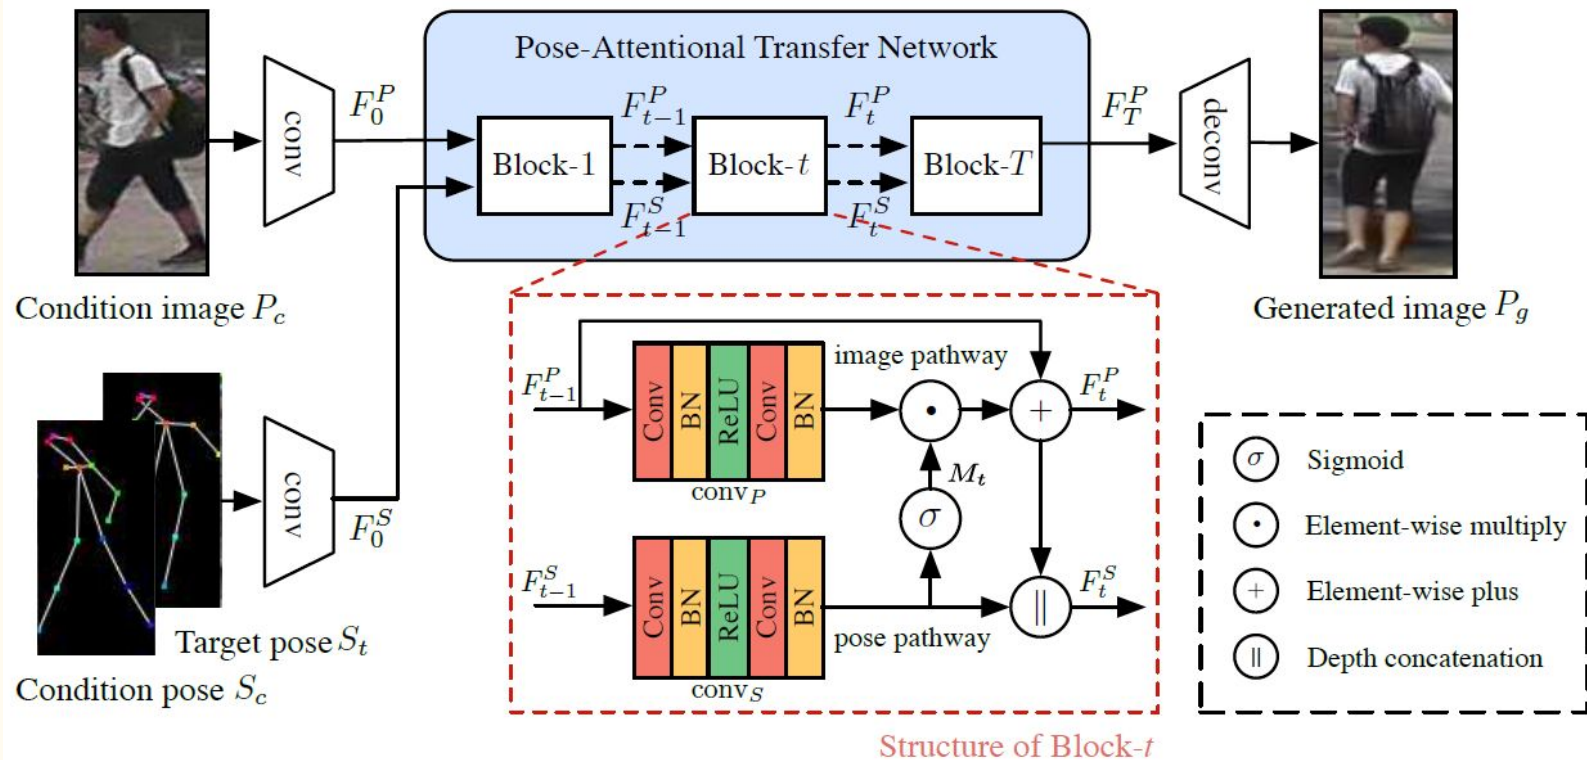 Pose-Attentional Transfer Network
conv
F_0^P
Block-1
F_{t-1}^P
F_{t-1}^S
Block-t
F_t^P
F_t^S
Block-T
F_T^P
deconv
Condition image P_c
Generated image P_g
conv
F_0^S
Target pose S_t
Condition pose S_c
F_{t-1}^P
Conv
BN
ReLU
Conv
BN
conv_P
image pathway
•
+
F_t^P
M_t
σ
F_{t-1}^S
Conv
BN
ReLU
Conv
BN
conv_S
pose pathway
||
F_t^S
Structure of Block-t
σ Sigmoid
• Element-wise multiply
+ Element-wise plus
|| Depth concatenation